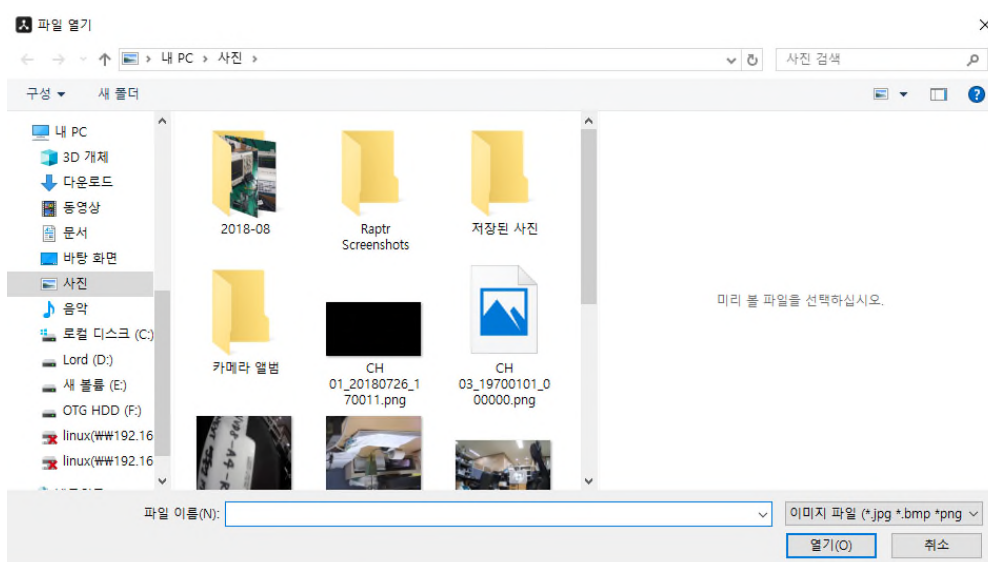 파일 열기
내 PC › 사진 ›
사진 검색
구성
새 폴더
내 PC
3D 개체
다운로드
동영상
문서
바탕 화면
사진
음악
로컬 디스크 (C:)
Lord (D:)
새 볼륨 (E:)
OTG HDD (F:)
linux(₩₩192.16
linux(₩₩192.16
2018-08
Raptr
Screenshots
저장된 사진
카메라 앨범
CH
01_20180726_1
70011.png
CH
03_19700101_0
00000.png
미리 볼 파일을 선택하십시오.
파일 이름(N):
이미지 파일 (*.jpg *.bmp *png
열기(O)
취소